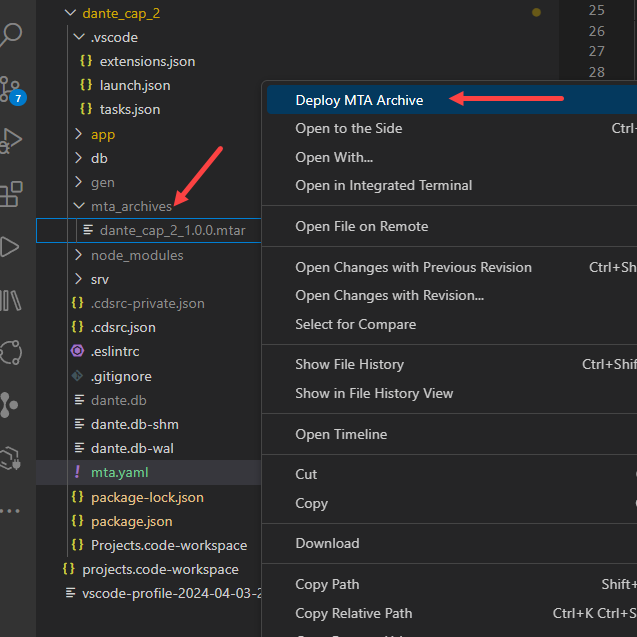 dante_cap_2
.vscode
{} extensions.json
{} launch.json
{} tasks.json
app
db
gen
mta_archives
dante_cap_2_1.0.0.mtar
node_modules
srv
{} .cdsrc-private.json
{} .cdsrc.json
.eslintrc
.gitignore
dante.db
dante.db-shm
dante.db-wal
! mta.yaml
{} package-lock.json
{} package.json
{} Projects.code-workspace
{} projects.code-workspace
vscode-profile-2024-04-03-2
7
25
26
27
28
Deploy MTA Archive
Open to the Side Ctrl+
Open With...
Open in Integrated Terminal
Open File on Remote
Open Changes with Previous Revision Ctrl+Sh
Open Changes with Revision...
Select for Compare
Show File History Ctrl+Shif
Show in File History View
Open Timeline
Cut
Copy
Download
Copy Path Shift+
Copy Relative Path Ctrl+K Ctrl+S